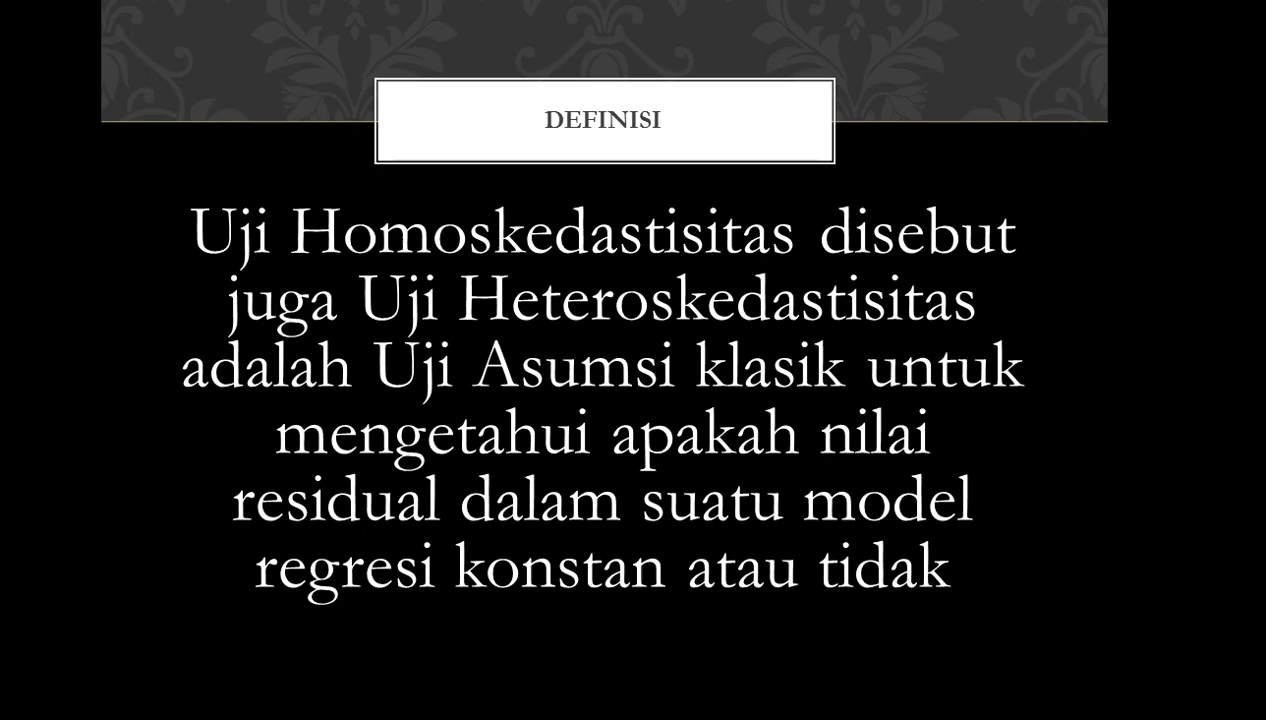 DEFINISI
Uji Homoskedastisitas disebut
juga Uji Heteroskedastisitas
adalah Uji Asumsi klasik untuk
mengetahui apakah nilai
residual dalam suatu model
regresi konstan atau tidak